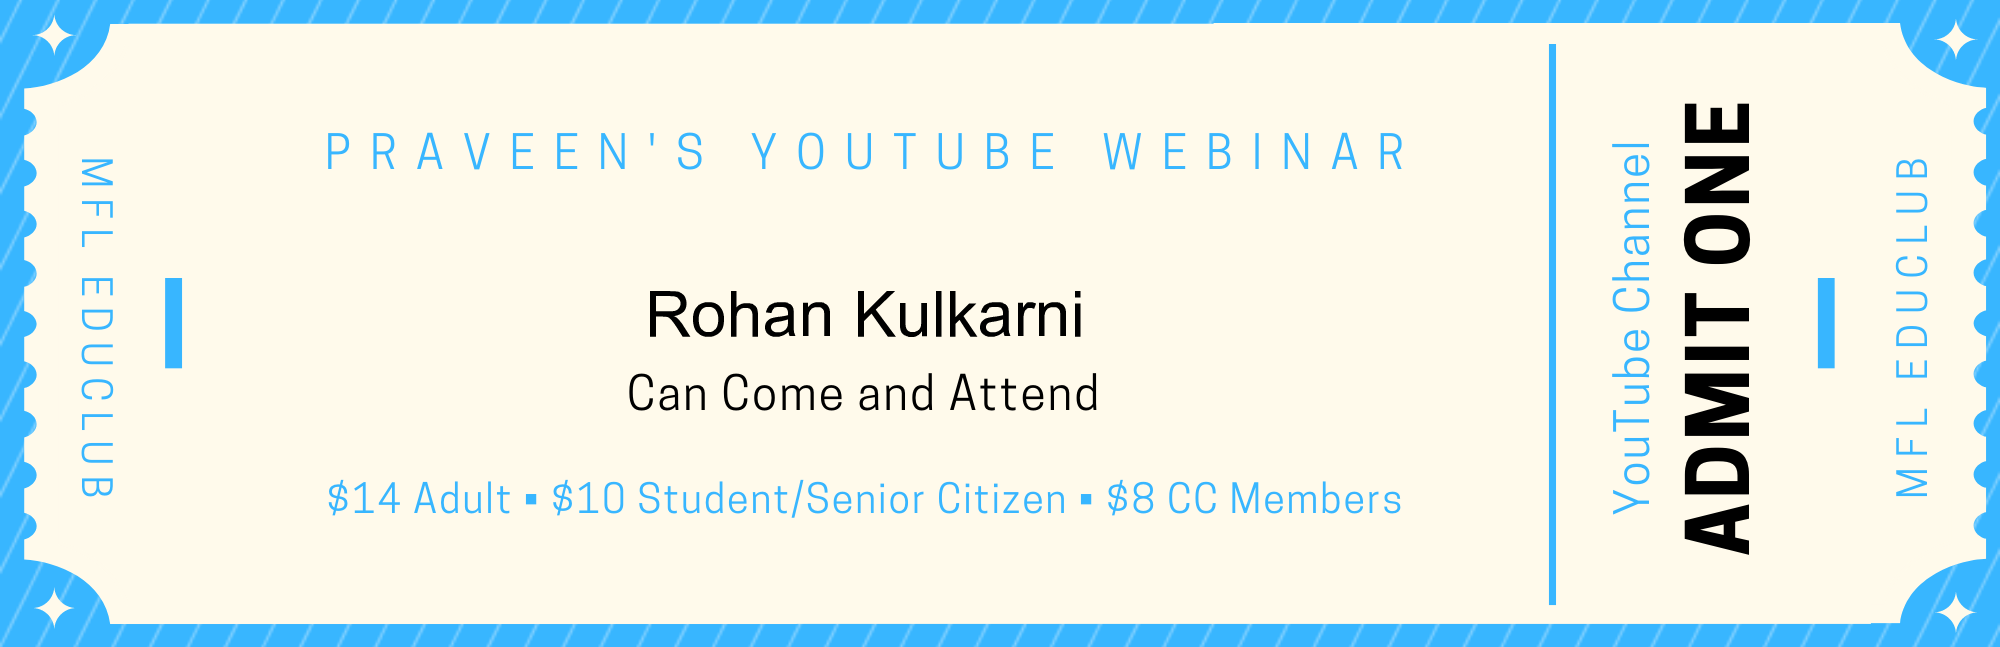 MFL EDUCLUB
PRAVEEN'S YOUTUBE WEBINAR
Rohan Kulkarni
Can Come and Attend
$14 Adult ▪ $10 Student/Senior Citizen ▪ $8 CC Members
YouTube Channel
ADMIT ONE
MFL EDUCLUB